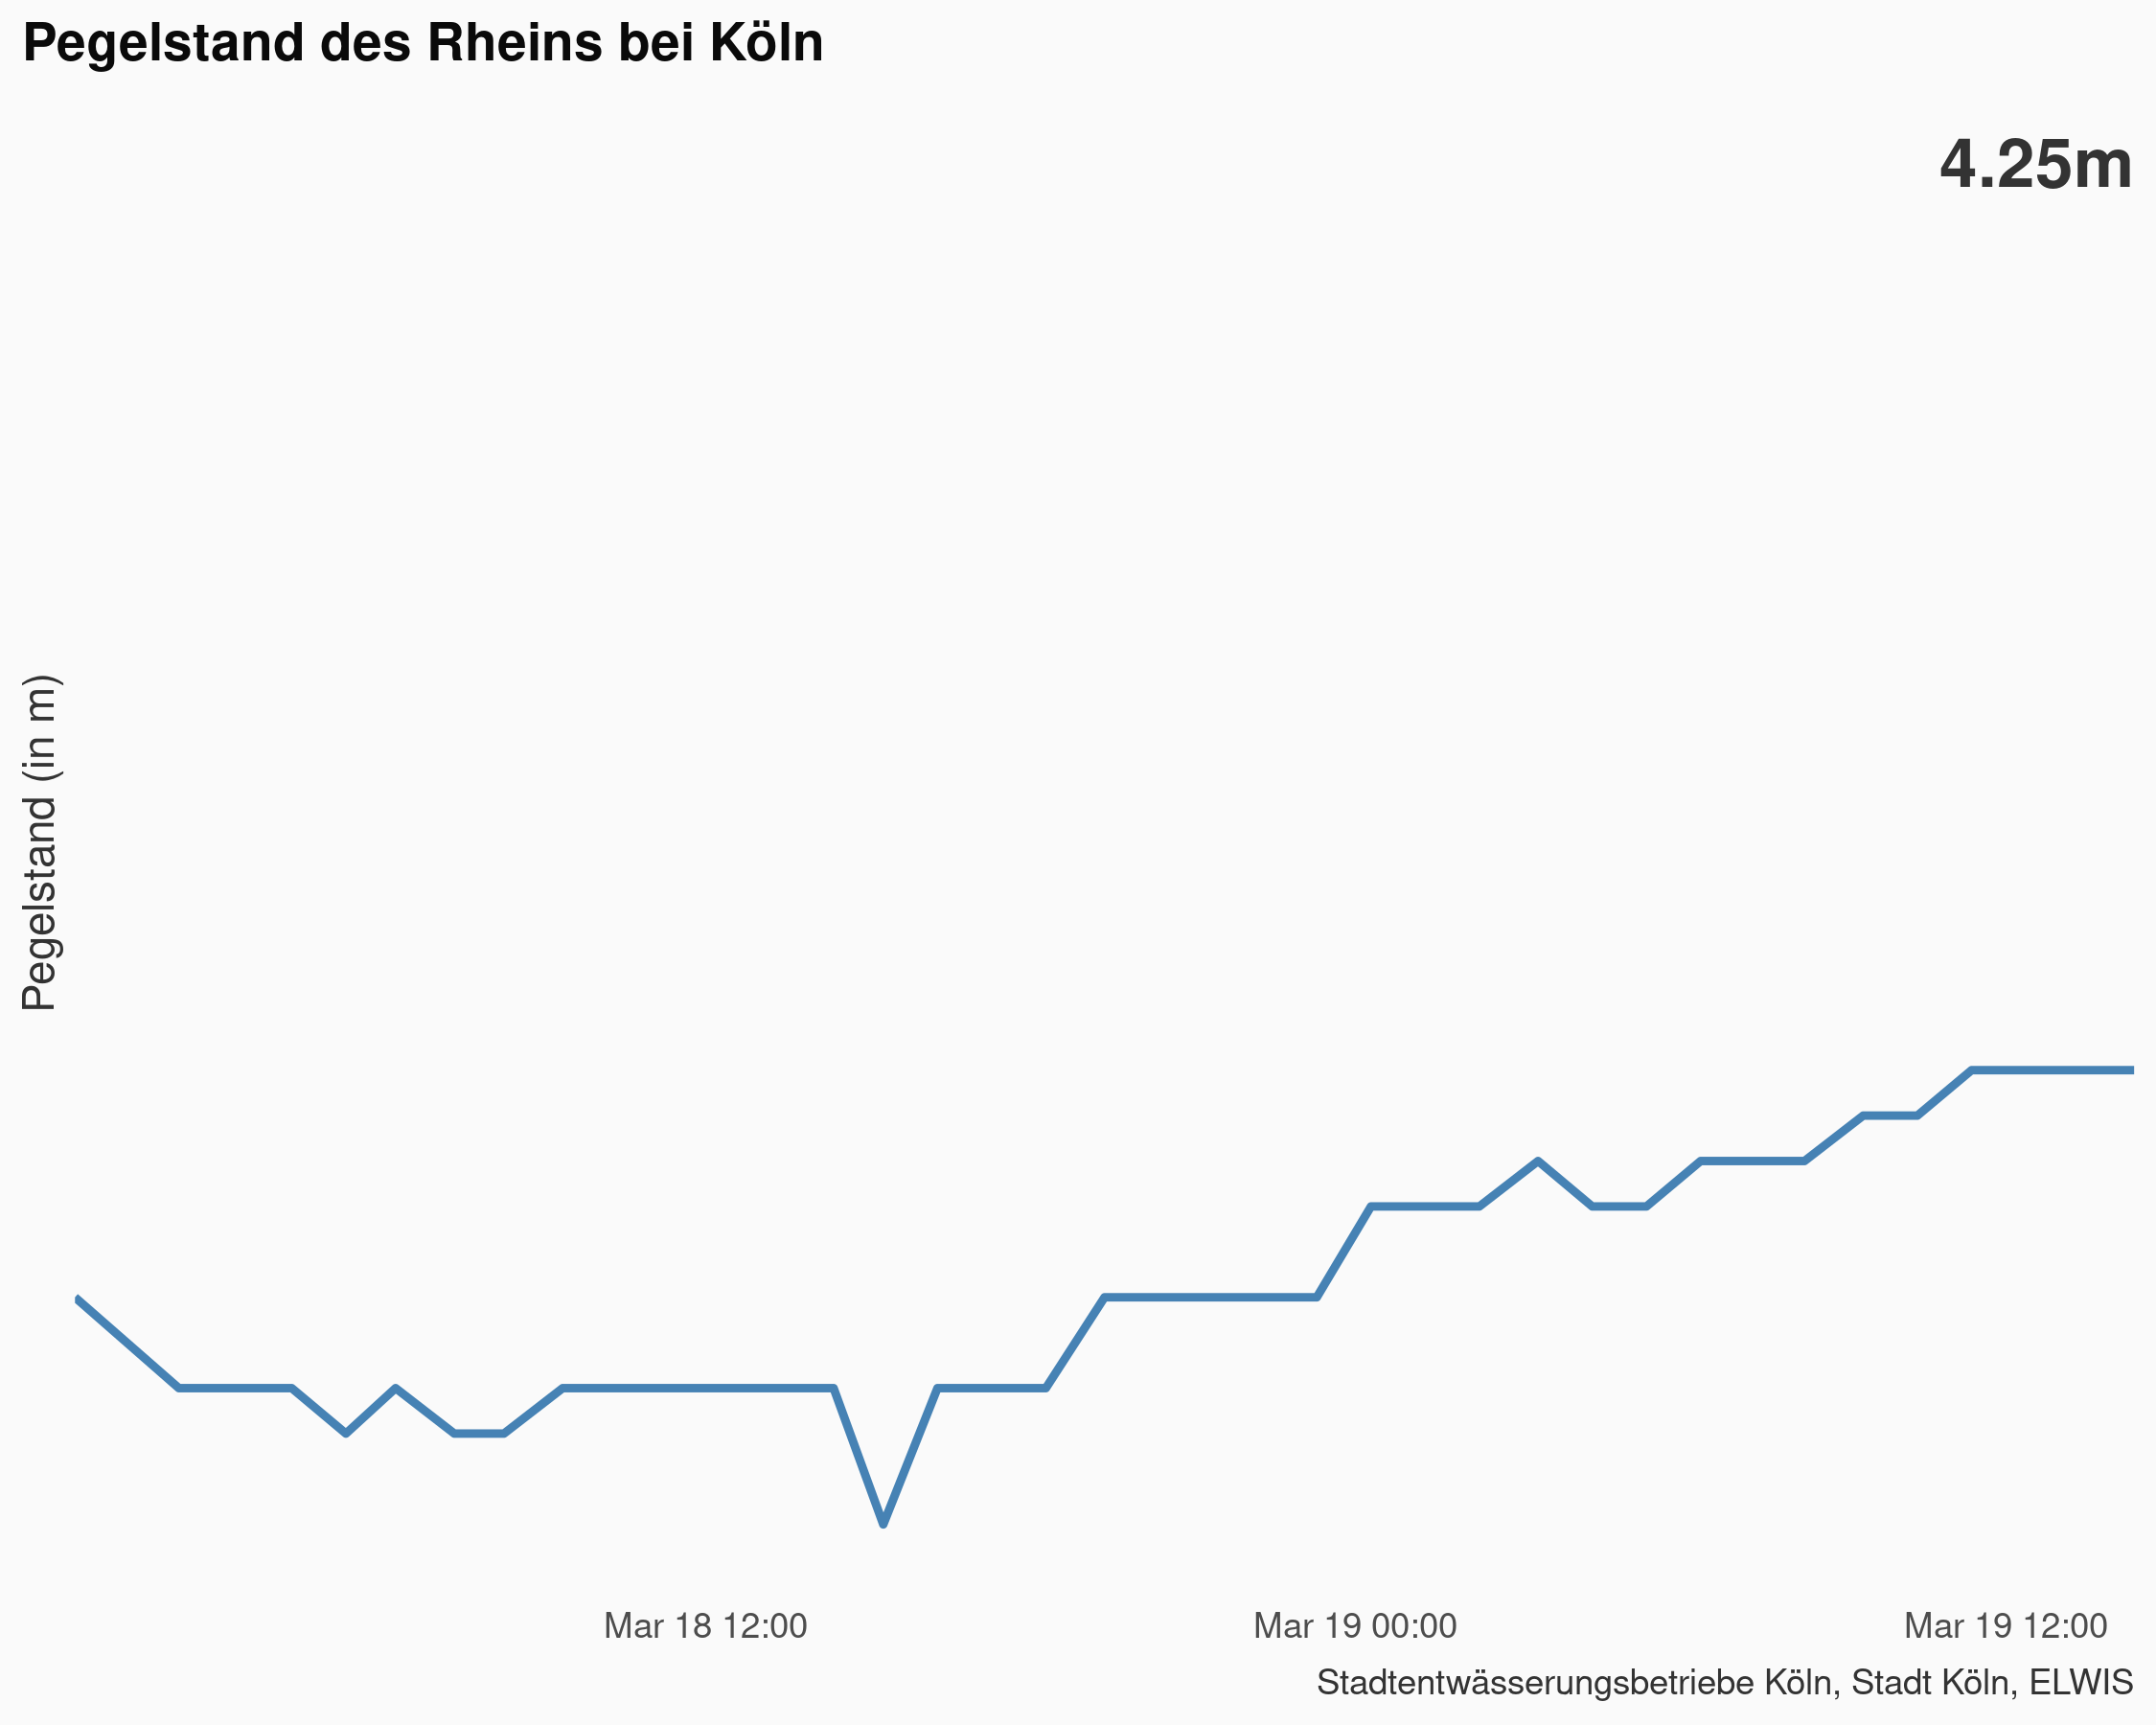 Pegelstand des Rheins bei Köln
4.25m
Pegelstand (in m)
Mar 18 12:00
Mar 19 00:00
Mar 19 12:00
Stadtentwässerungsbetriebe Köln, Stadt Köln, ELWIS